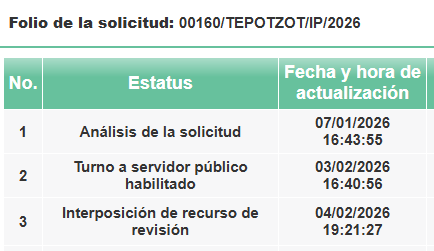 Folio de la solicitud: 00160/TEPOTZOT/IP/2026
No. Estatus Fecha y hora de
actualización
1 Análisis de la solicitud 07/01/2026
16:43:55
2 Turno a servidor público
habilitado 03/02/2026
16:40:56
3 Interposición de recurso de
revisión 04/02/2026
19:21:27